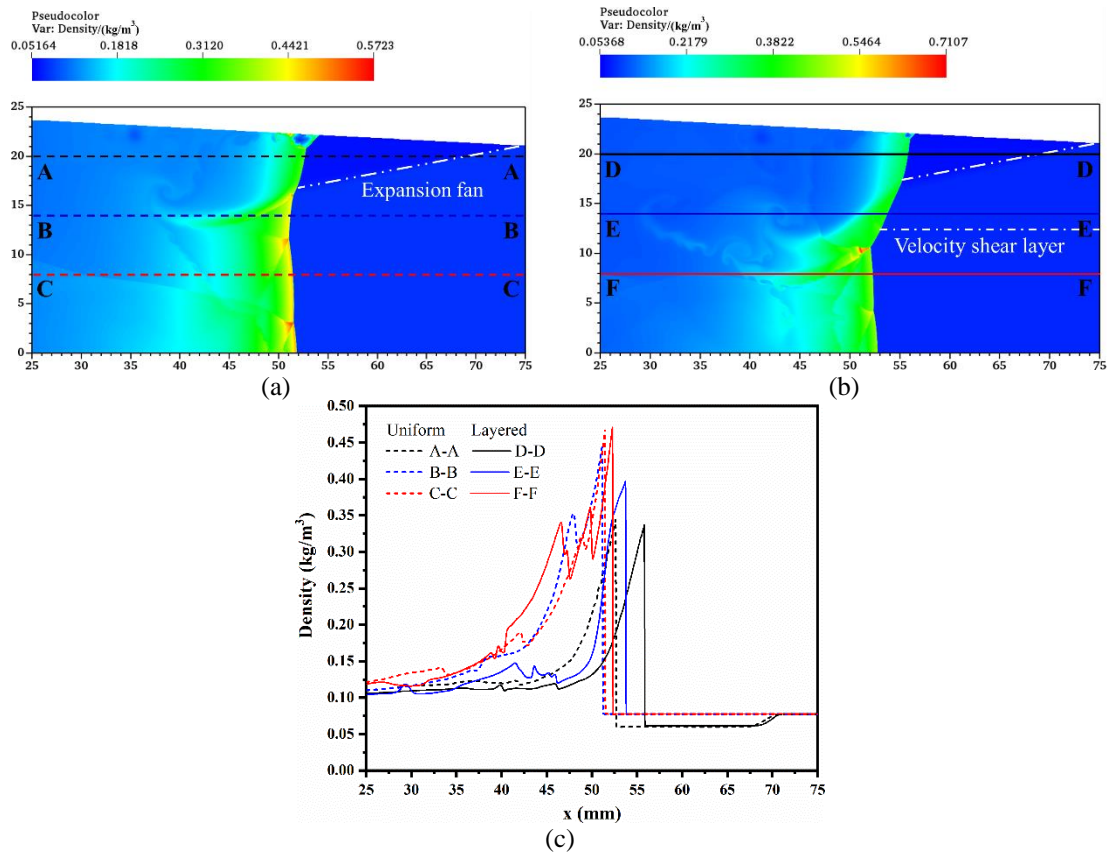 Pseudocolor
Var: Density/(kg/m³)
0.05164 0.1818 0.3120 0.4421 0.5723
25
20
15
10
5
0
A A
Expansion fan
B B
C C
25 30 35 40 45 50 55 60 65 70 75
(a)
Pseudocolor
Var: Density/(kg/m³)
0.05368 0.2179 0.3822 0.5464 0.7107
25
20
15
10
5
0
D D
Expansion fan
E E
Velocity shear layer
F F
25 30 35 40 45 50 55 60 65 70 75
(b)
Density (kg/m³)
0.50
0.45
0.40
0.35
0.30
0.25
0.20
0.15
0.10
0.05
0.00
Uniform Layered
A-A D-D
B-B E-E
C-C F-F
25 30 35 40 45 50 55 60 65 70 75
x (mm)
(c)